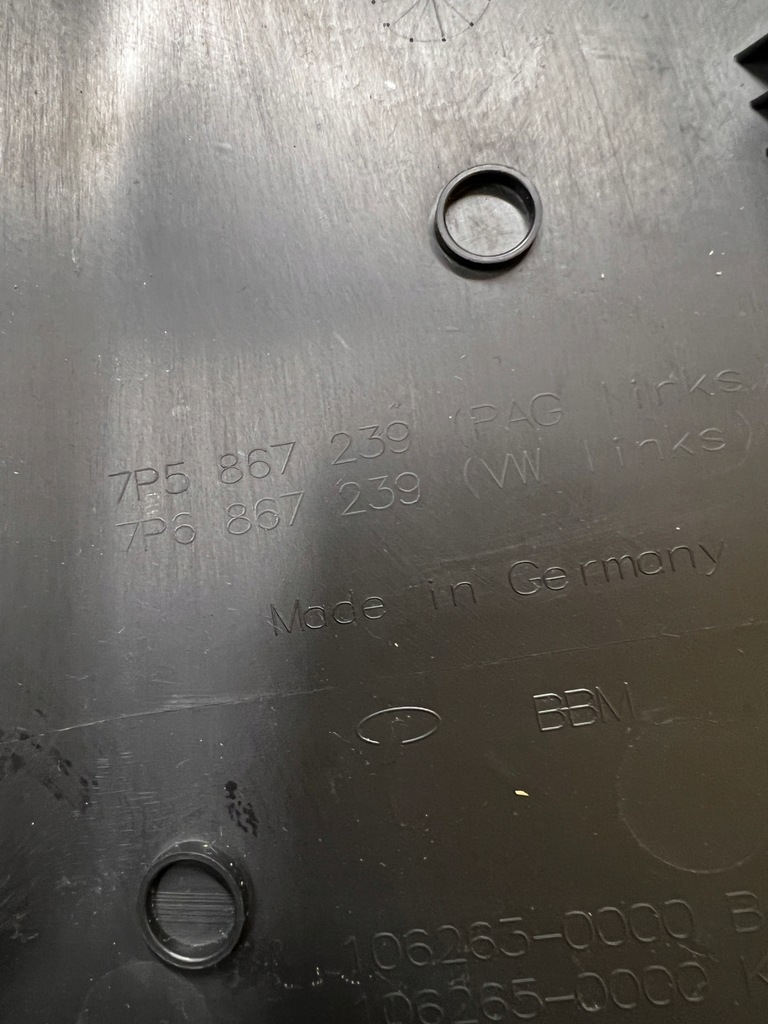 7P5 867 239 (PAG links
7P6 867 239 (VW links)
Made in Germany
BBM
106265-0000 B
106265-0000 K